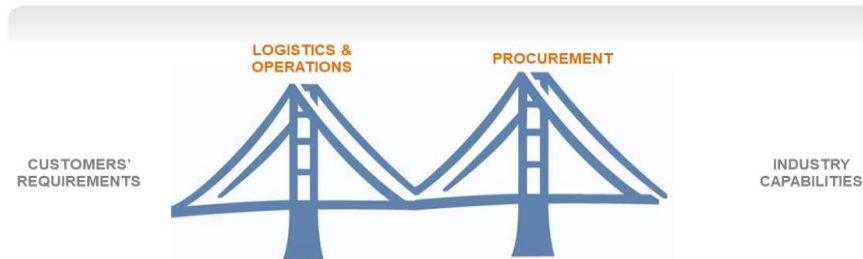 LOGISTICS &
OPERATIONS
PROCUREMENT
CUSTOMERS'
REQUIREMENTS
INDUSTRY
CAPABILITIES